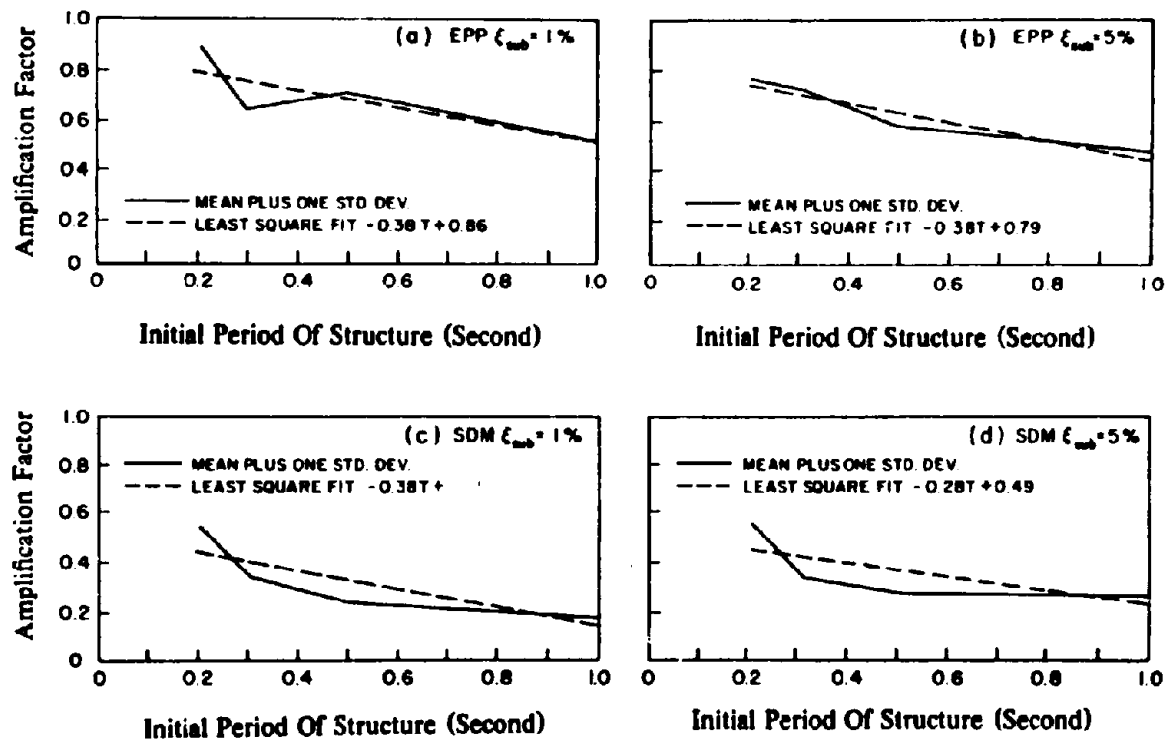 (a) EPP ξsub = 1%
(b) EPP ξsub = 5%
Amplification Factor
1.0
0.8
0.6
0.4
0.2
0
MEAN PLUS ONE STD. DEV.
LEAST SQUARE FIT -0.38T+0.86
MEAN PLUS ONE STD. DEV.
LEAST SQUARE FIT -0.38T+0.79
0 0.2 0.4 0.6 0.8 1.0
0 0.2 0.4 0.6 0.8 1.0
Initial Period Of Structure (Second)
Initial Period Of Structure (Second)
(c) SDM ξsub = 1%
(d) SDM ξsub = 5%
Amplification Factor
1.0
0.8
0.6
0.4
0.2
0
MEAN PLUS ONE STD. DEV.
LEAST SQUARE FIT -0.38T+
MEAN PLUS ONE STD. DEV.
LEAST SQUARE FIT -0.28T+0.49
0 0.2 0.4 0.6 0.8 1.0
0 0.2 0.4 0.6 0.8 1.0
Initial Period Of Structure (Second)
Initial Period Of Structure (Second)